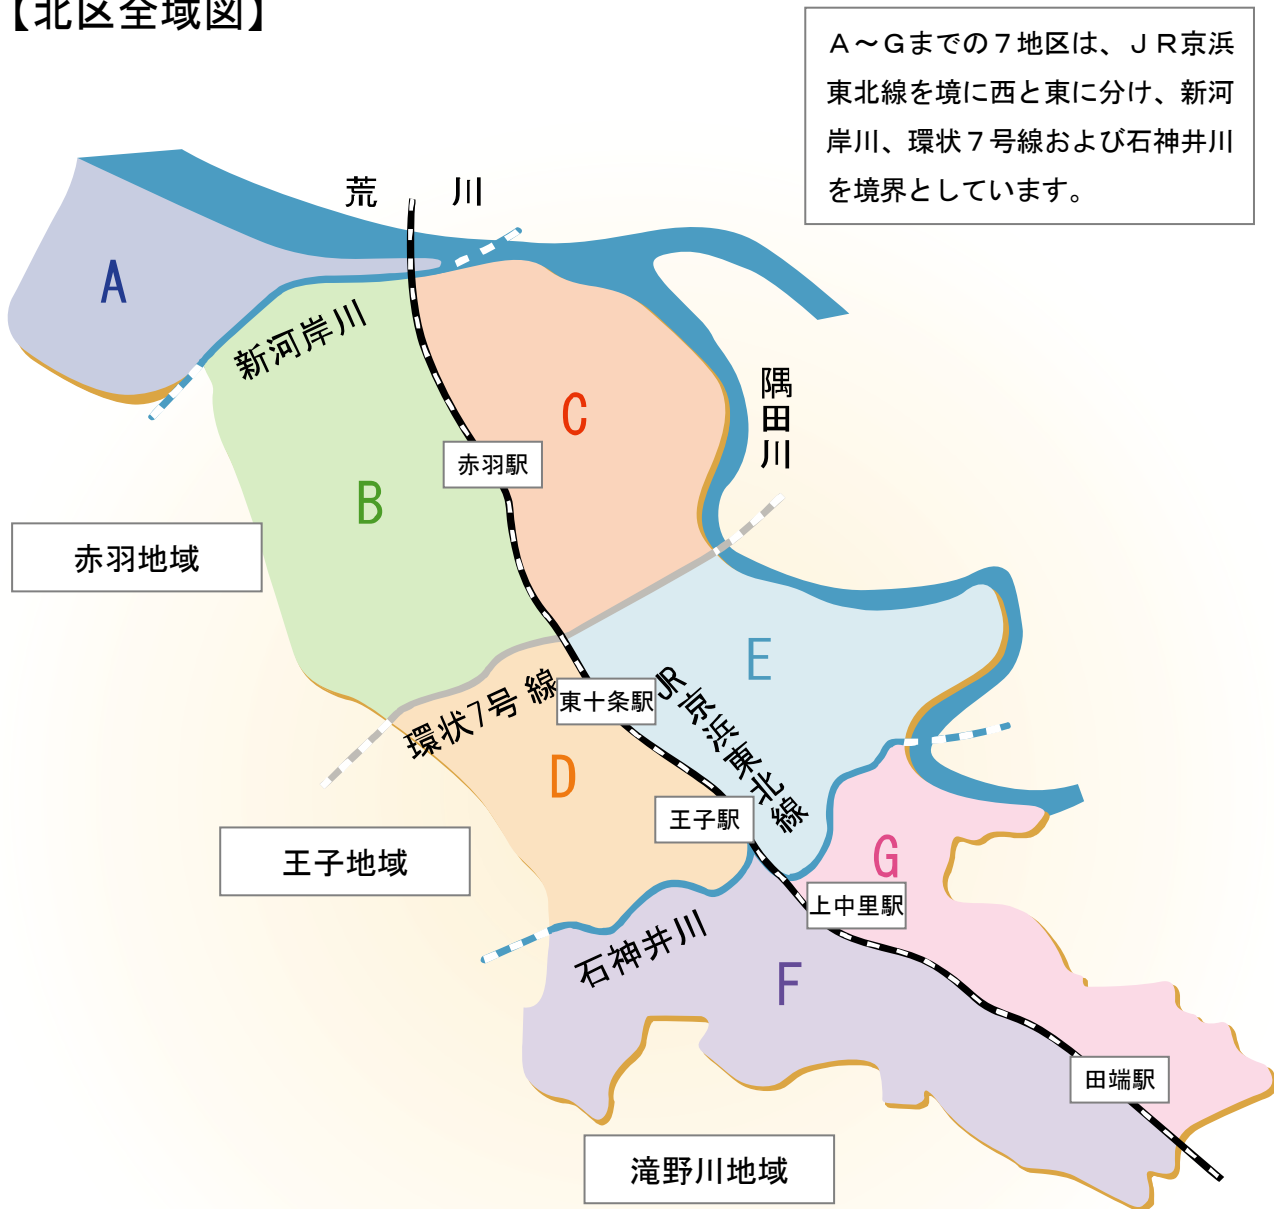 【北区全域図】
A~Gまでの7地区は、JR京浜
東北線を境に西と東に分け、新河
岸川、環状7号線および石神井川
を境界としています。
荒川
A
新河岸川
隅田川
C
赤羽駅
B
赤羽地域
E
JR京浜東北線
東十条駅
環状7号線
D
王子駅
王子地域
G
上中里駅
石神井川
F
田端駅
滝野川地域